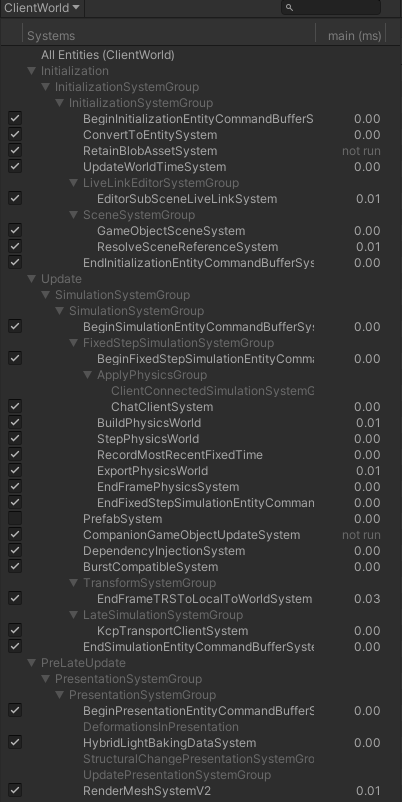 ClientWorld
Systems main (ms)
All Entities (ClientWorld)
Initialization
InitializationSystemGroup
InitializationSystemGroup
BeginInitializationEntityCommandBufferS 0.00
ConvertToEntitySystem 0.00
RetainBlobAssetSystem not run
UpdateWorldTimeSystem 0.00
LiveLinkEditorSystemGroup
EditorSubSceneLiveLinkSystem 0.01
SceneSystemGroup
GameObjectSceneSystem 0.00
ResolveSceneReferenceSystem 0.01
EndInitializationEntityCommandBufferSys 0.00
Update
SimulationSystemGroup
SimulationSystemGroup
BeginSimulationEntityCommandBufferSys 0.00
FixedStepSimulationSystemGroup
BeginFixedStepSimulationEntityComma 0.00
ApplyPhysicsGroup
ClientConnectedSimulationSystemG
ChatClientSystem 0.00
BuildPhysicsWorld 0.01
StepPhysicsWorld 0.00
RecordMostRecentFixedTime 0.00
ExportPhysicsWorld 0.01
EndFramePhysicsSystem 0.00
EndFixedStepSimulationEntityComman 0.00
PrefabSystem 0.00
CompanionGameObjectUpdateSystem not run
DependencyInjectionSystem 0.00
BurstCompatibleSystem 0.00
TransformSystemGroup
EndFrameTRSToLocalToWorldSystem 0.03
LateSimulationSystemGroup
KcpTransportClientSystem 0.00
EndSimulationEntityCommandBufferSyste 0.00
PreLateUpdate
PresentationSystemGroup
PresentationSystemGroup
BeginPresentationEntityCommandBufferS 0.00
DeformationsInPresentation
HybridLightBakingDataSystem 0.00
StructuralChangePresentationSystemGro
UpdatePresentationSystemGroup
RenderMeshSystemV2 0.01